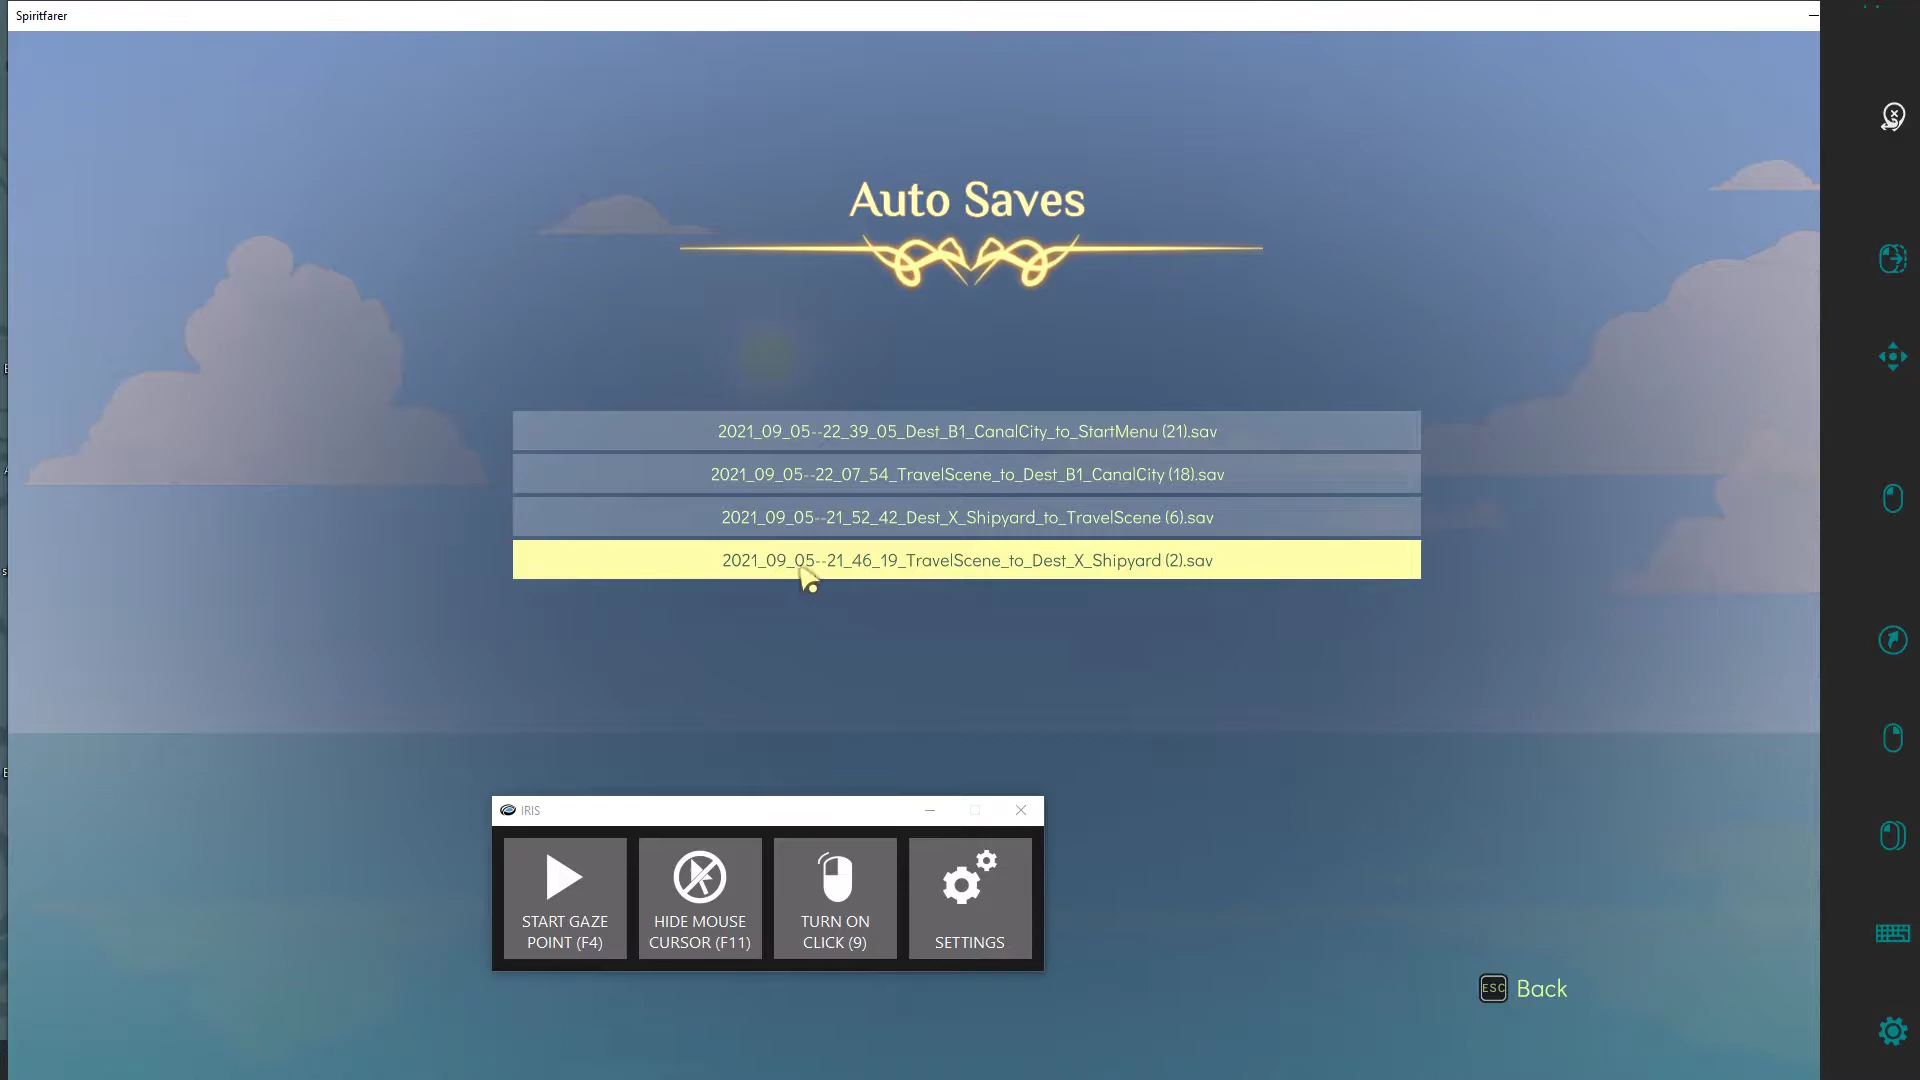 Spiritfarer
Auto Saves
2021_09_05--22_39_05_Dest_B1_CanalCity_to_StartMenu (21).sav
2021_09_05--22_07_54_TravelScene_to_Dest_B1_CanalCity (18).sav
2021_09_05--21_52_42_Dest_X_Shipyard_to_TravelScene (6).sav
2021_09_05--21_46_19_TravelScene_to_Dest_X_Shipyard (2).sav
IRIS
START GAZE
POINT (F4)
HIDE MOUSE
CURSOR (F11)
TURN ON
CLICK (9)
SETTINGS
ESC Back